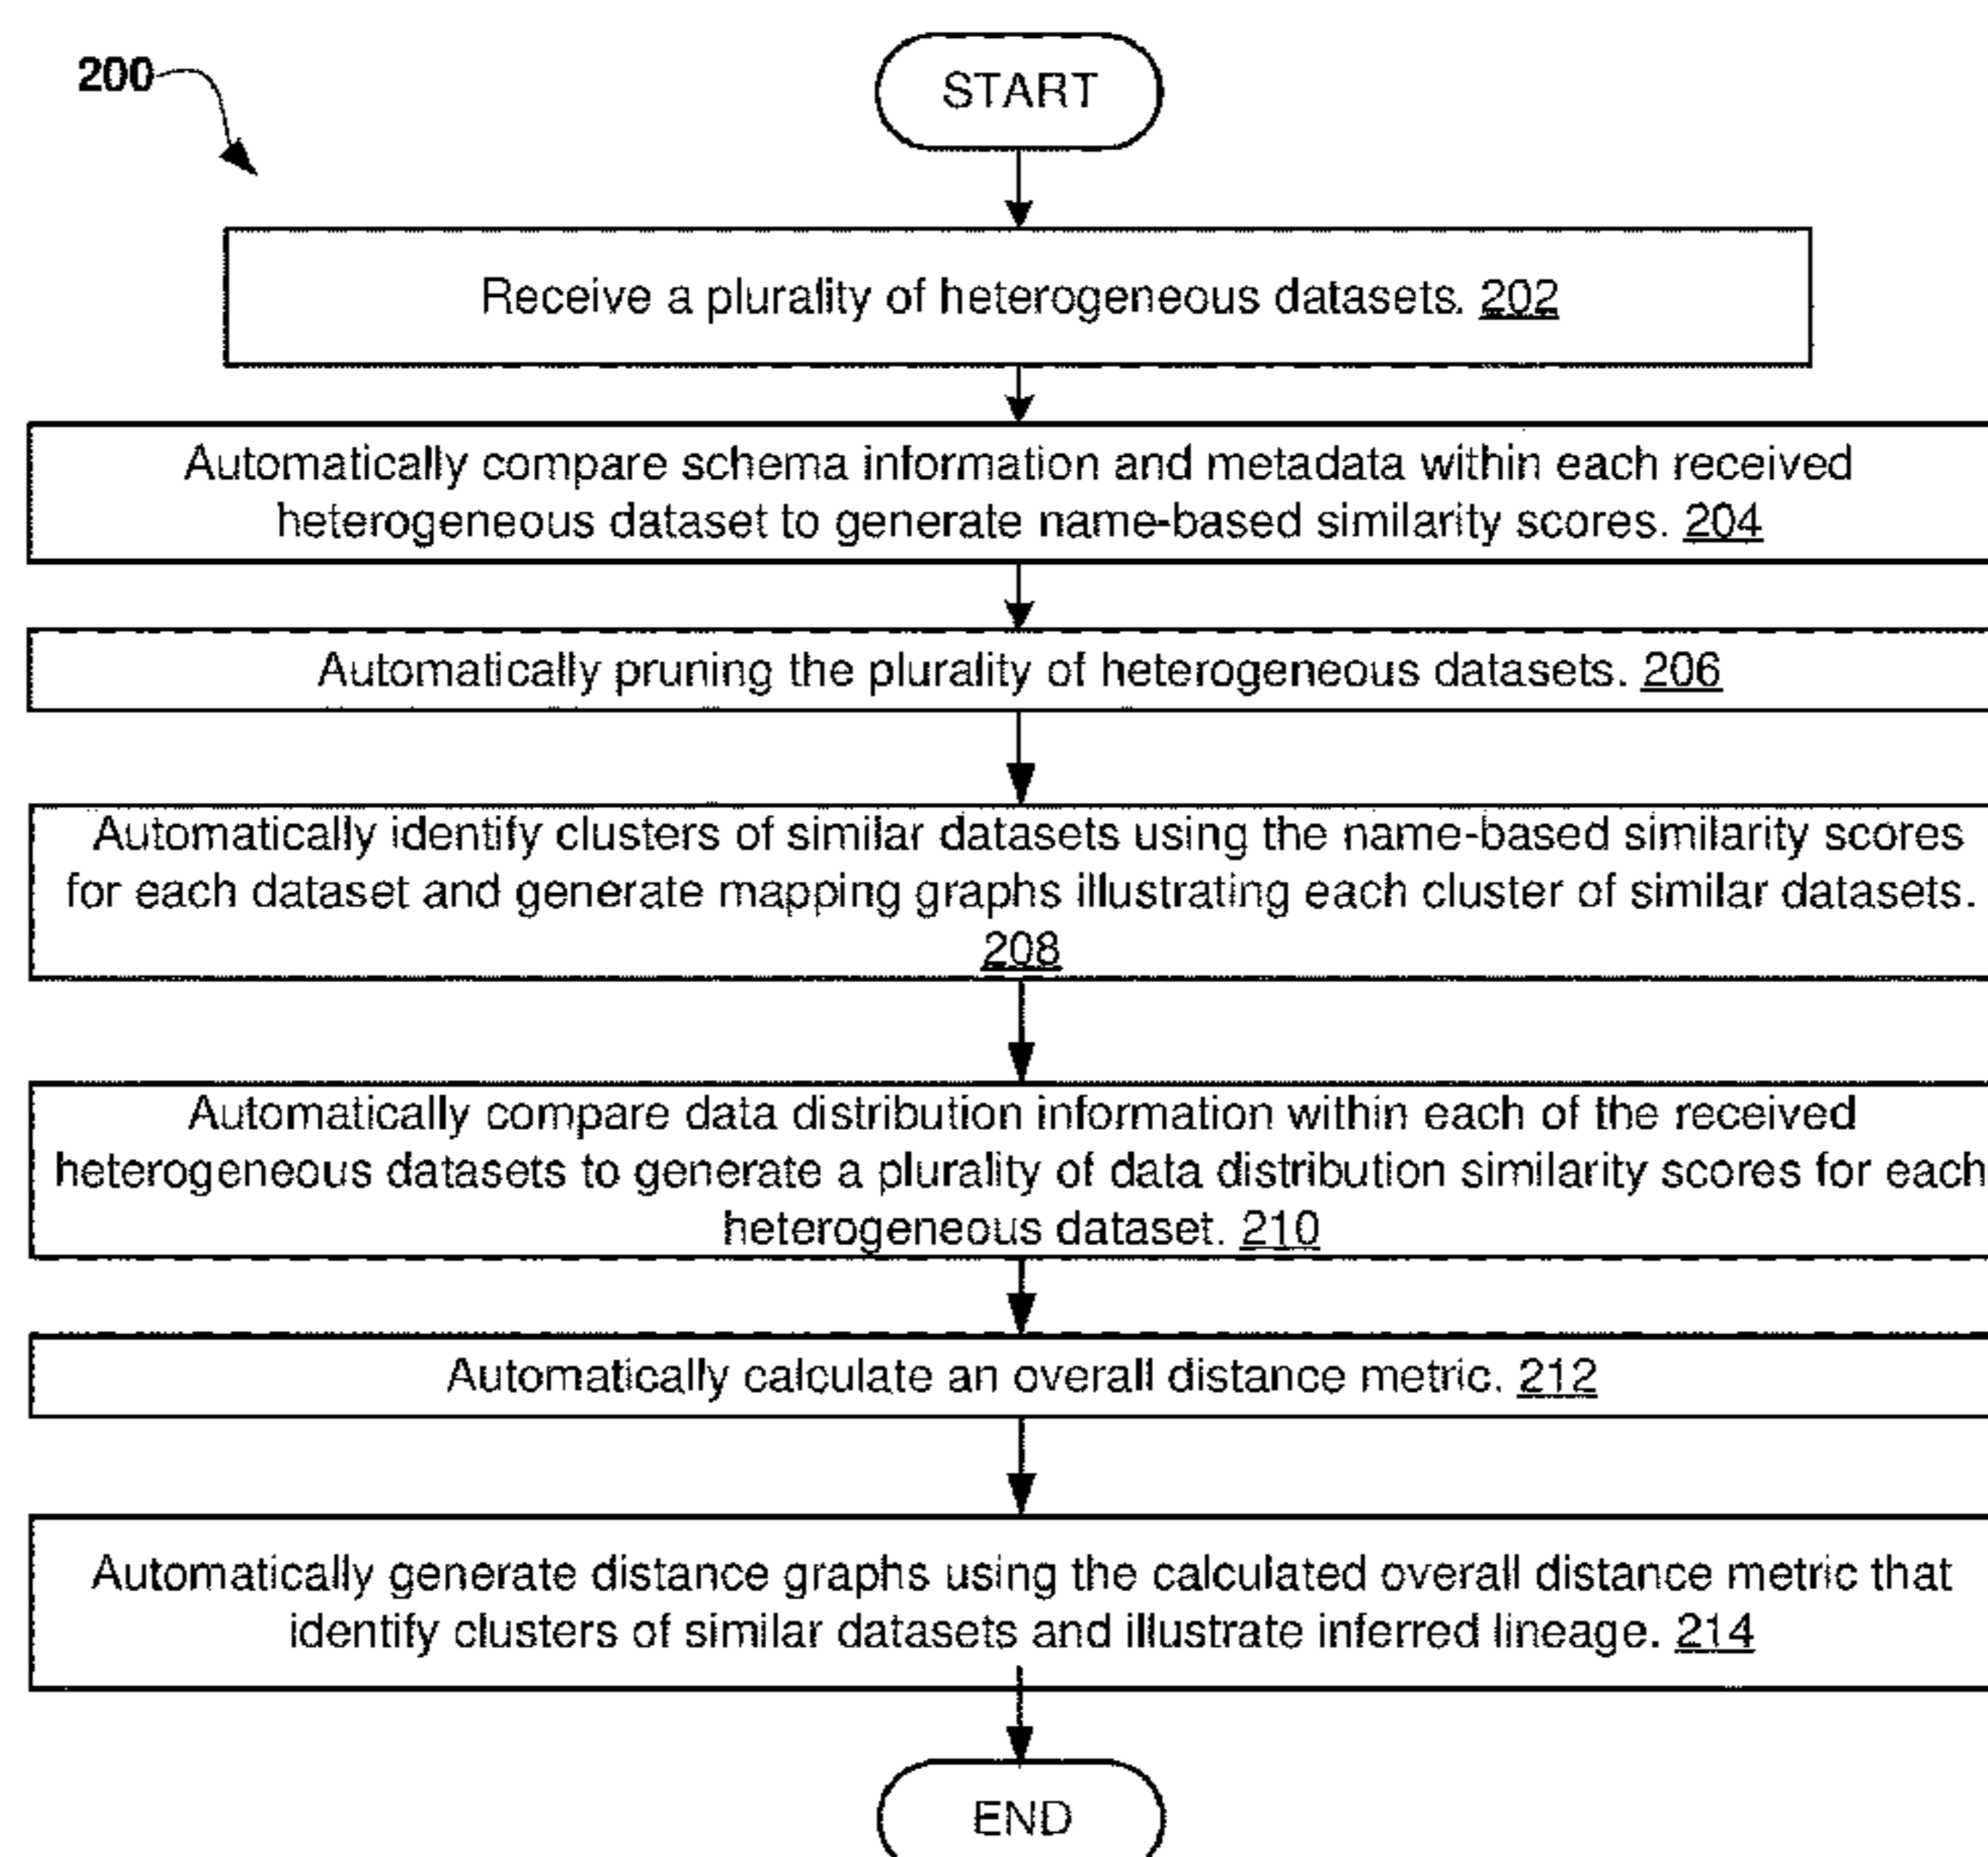 200
START
Receive a plurality of heterogeneous datasets. 202
Automatically compare schema information and metadata within each received
heterogeneous dataset to generate name-based similarity scores. 204
Automatically pruning the plurality of heterogeneous datasets. 206
Automatically identify clusters of similar datasets using the name-based similarity scores
for each dataset and generate mapping graphs illustrating each cluster of similar datasets.
208
Automatically compare data distribution information within each of the received
heterogeneous datasets to generate a plurality of data distribution similarity scores for each
heterogeneous dataset. 210
Automatically calculate an overall distance metric. 212
Automatically generate distance graphs using the calculated overall distance metric that
identify clusters of similar datasets and illustrate inferred lineage. 214
END